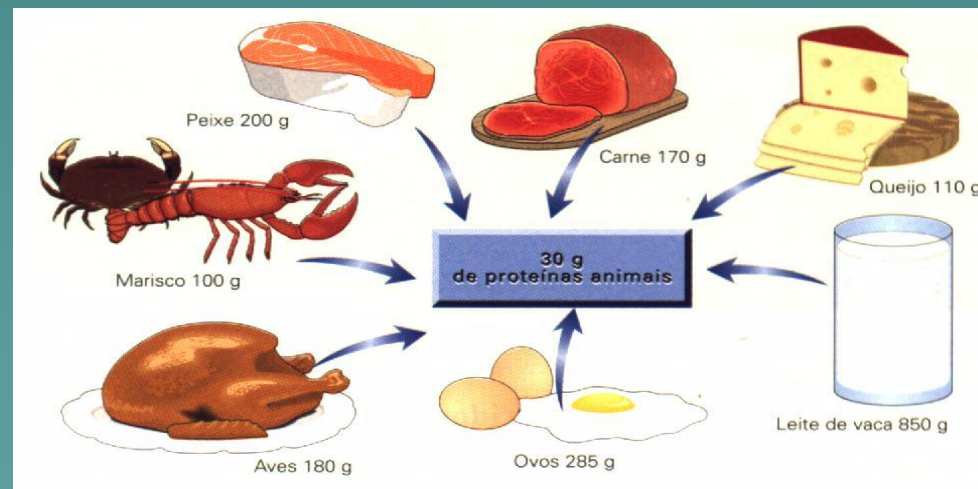 Peixe 200 g
Carne 170 g
Queijo 110 g
Marisco 100 g
30 g
de proteínas animais
Leite de vaca 850 g
Aves 180 g
Ovos 285 g